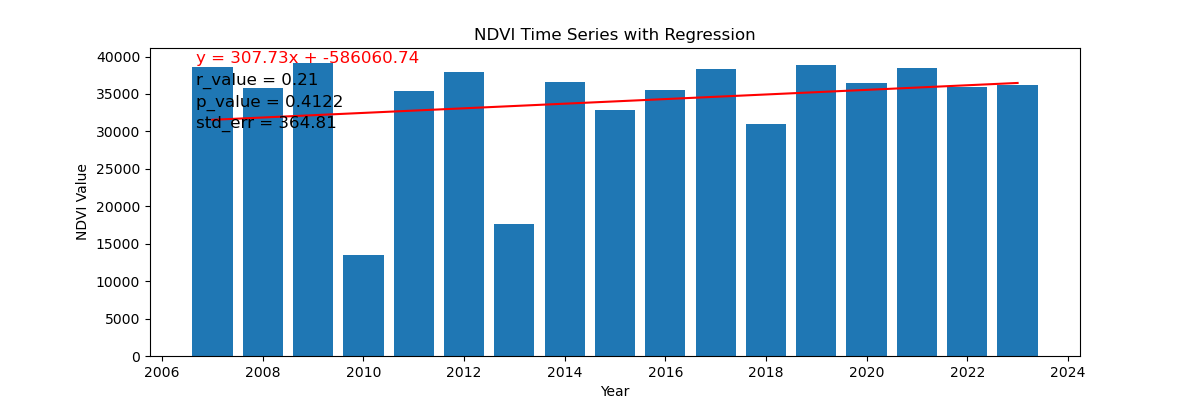 NDVI Time Series with Regression
y = 307.73x + -586060.74
r_value = 0.21
p_value = 0.4122
std_err = 364.81
NDVI Value
40000
35000
30000
25000
20000
15000
10000
5000
0
2006 2008 2010 2012 2014 2016 2018 2020 2022 2024
Year